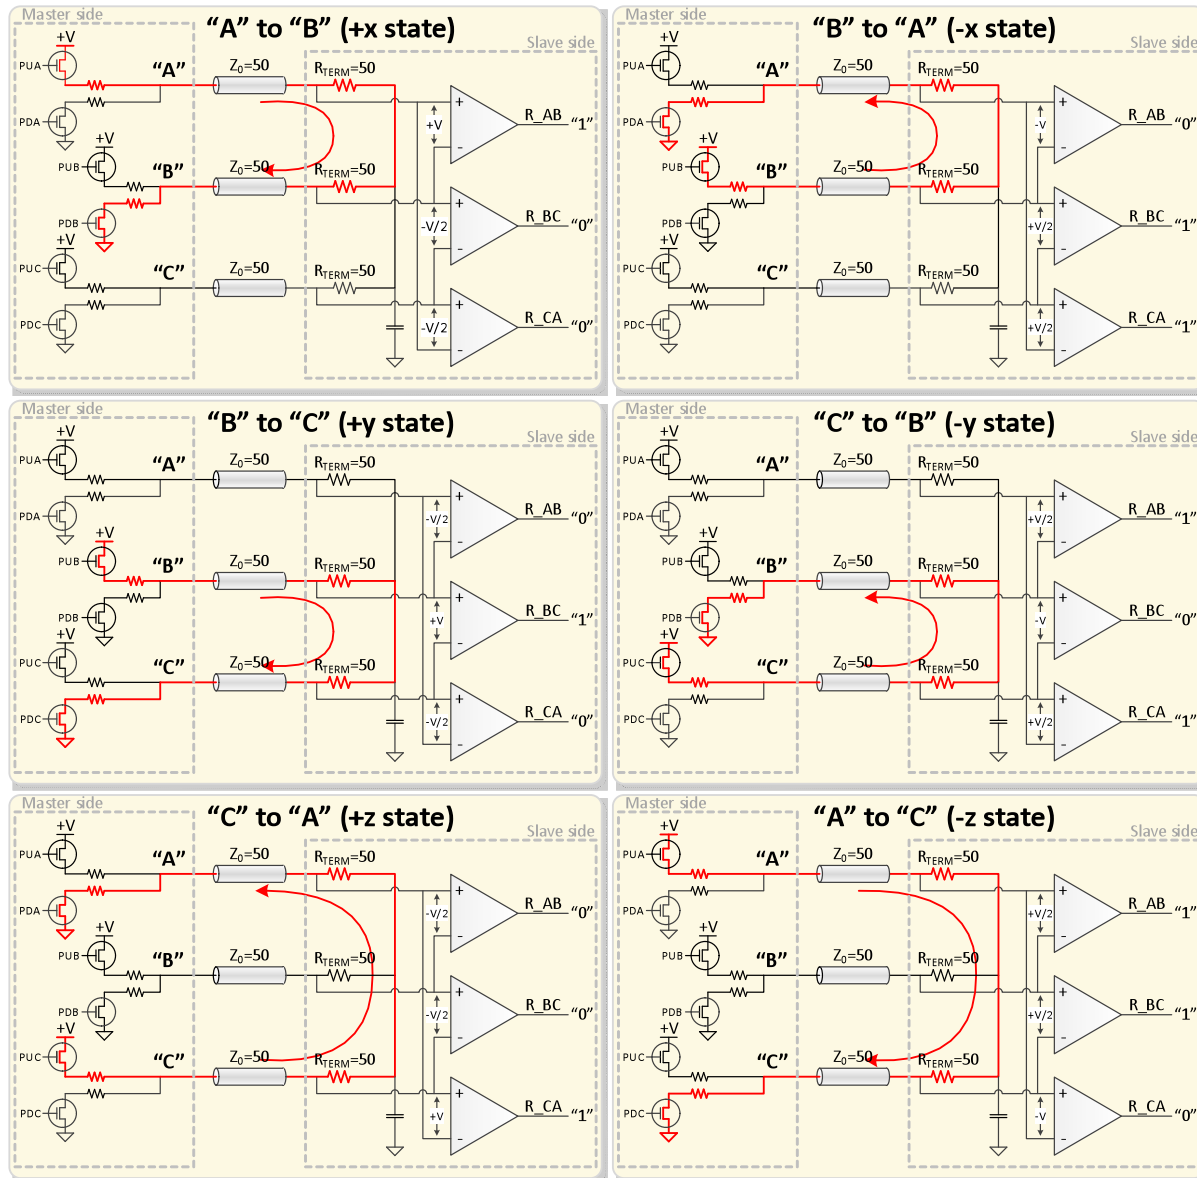 Master side
“A” to “B” (+x state)
Slave side
+V
PUA
“A”
Z0=50
RTERM=50
PDA
+V
R_AB “1”
+V
PUB
“B”
Z0=50
RTERM=50
PDB
-V/2
R_BC “0”
+V
PUC
“C”
Z0=50
RTERM=50
PDC
-V/2
R_CA “0”
+ − + − + −
Master side
“B” to “A” (-x state)
Slave side
+V
PUA
“A”
Z0=50
RTERM=50
PDA
-V
R_AB “0”
+V
PUB
“B”
Z0=50
RTERM=50
PDB
+V/2
R_BC “1”
+V
PUC
“C”
Z0=50
RTERM=50
PDC
+V/2
R_CA “1”
+ − + − + −
Master side
“B” to “C” (+y state)
Slave side
+V
PUA
“A”
Z0=50
RTERM=50
PDA
-V/2
R_AB “0”
+V
PUB
“B”
Z0=50
RTERM=50
PDB
+V
R_BC “1”
+V
PUC
“C”
Z0=50
RTERM=50
PDC
-V/2
R_CA “0”
+ − + − + −
Master side
“C” to “B” (-y state)
Slave side
+V
PUA
“A”
Z0=50
RTERM=50
PDA
+V/2
R_AB “1”
+V
PUB
“B”
Z0=50
RTERM=50
PDB
-V
R_BC “0”
+V
PUC
“C”
Z0=50
RTERM=50
PDC
+V/2
R_CA “1”
+ − + − + −
Master side
“C” to “A” (+z state)
Slave side
+V
PUA
“A”
Z0=50
RTERM=50
PDA
-V/2
R_AB “0”
+V
PUB
“B”
Z0=50
RTERM=50
PDB
-V/2
R_BC “0”
+V
PUC
“C”
Z0=50
RTERM=50
PDC
+V
R_CA “1”
+ − + − + −
Master side
“A” to “C” (-z state)
Slave side
+V
PUA
“A”
Z0=50
RTERM=50
PDA
+V/2
R_AB “1”
+V
PUB
“B”
Z0=50
RTERM=50
PDB
+V/2
R_BC “1”
+V
PUC
“C”
Z0=50
RTERM=50
PDC
-V
R_CA “0”
+ − + − + −